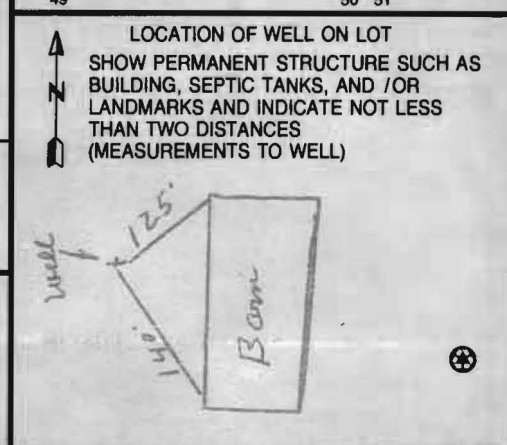 49 50 51
LOCATION OF WELL ON LOT
SHOW PERMANENT STRUCTURE SUCH AS
BUILDING, SEPTIC TANKS, AND /OR
LANDMARKS AND INDICATE NOT LESS
THAN TWO DISTANCES
(MEASUREMENTS TO WELL)
N
125'
well
Barn
140'